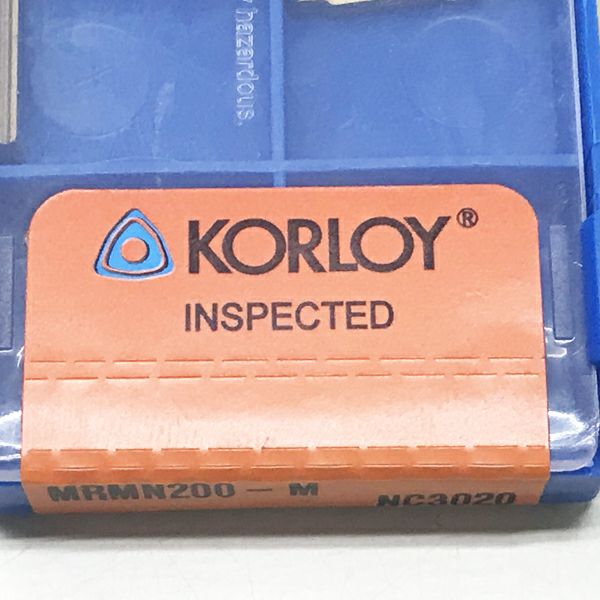 y hazardous.
KORLOY®
INSPECTED
MRMN200 - M
NC3020